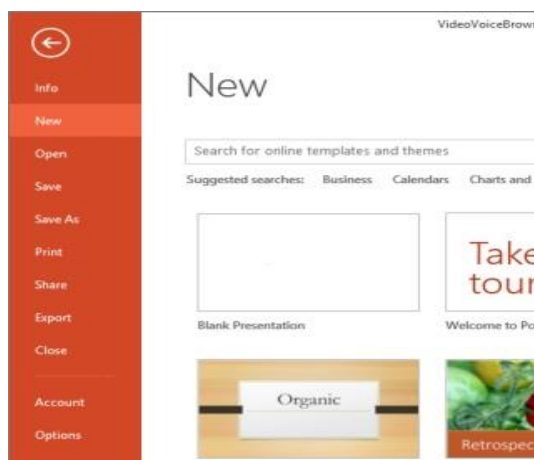 VideoVoiceBrow
Info
New
Open
Save
Save As
Print
Share
Export
Close
Account
Options
New
Search for online templates and themes
Suggested searches: Business Calendars Charts and
Blank Presentation
Take
tour
Welcome to Po
Organic
Retrospec